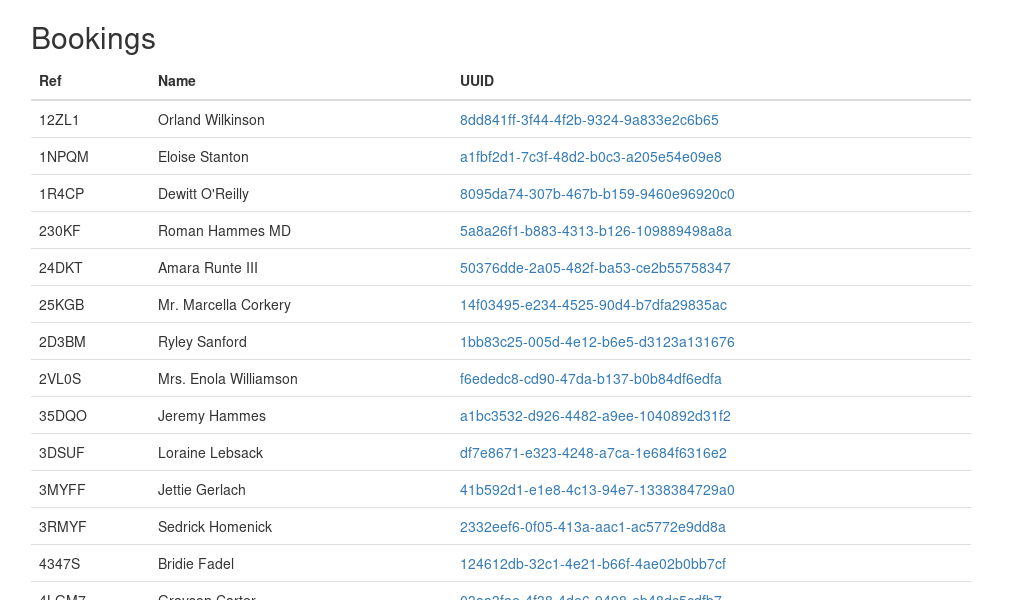 Bookings
Ref Name UUID
12ZL1 Orland Wilkinson 8dd841ff-3f44-4f2b-9324-9a833e2c6b65
1NPQM Eloise Stanton a1fbf2d1-7c3f-48d2-b0c3-a205e54e09e8
1R4CP Dewitt O'Reilly 8095da74-307b-467b-b159-9460e96920c0
230KF Roman Hammes MD 5a8a26f1-b883-4313-b126-109889498a8a
24DKT Amara Runte III 50376dde-2a05-482f-ba53-ce2b55758347
25KGB Mr. Marcella Corkery 14f03495-e234-4525-90d4-b7dfa29835ac
2D3BM Ryley Sanford 1bb83c25-005d-4e12-b6e5-d3123a131676
2VL0S Mrs. Enola Williamson f6ededc8-cd90-47da-b137-b0b84df6edfa
35DQO Jeremy Hammes a1bc3532-d926-4482-a9ee-1040892d31f2
3DSUF Loraine Lebsack df7e8671-e323-4248-a7ca-1e684f6316e2
3MYFF Jettie Gerlach 41b592d1-e1e8-4c13-94e7-1338384729a0
3RMYF Sedrick Homenick 2332eef6-0f05-413a-aac1-ac5772e9dd8a
4347S Bridie Fadel 124612db-32c1-4e21-b66f-4ae02b0bb7cf